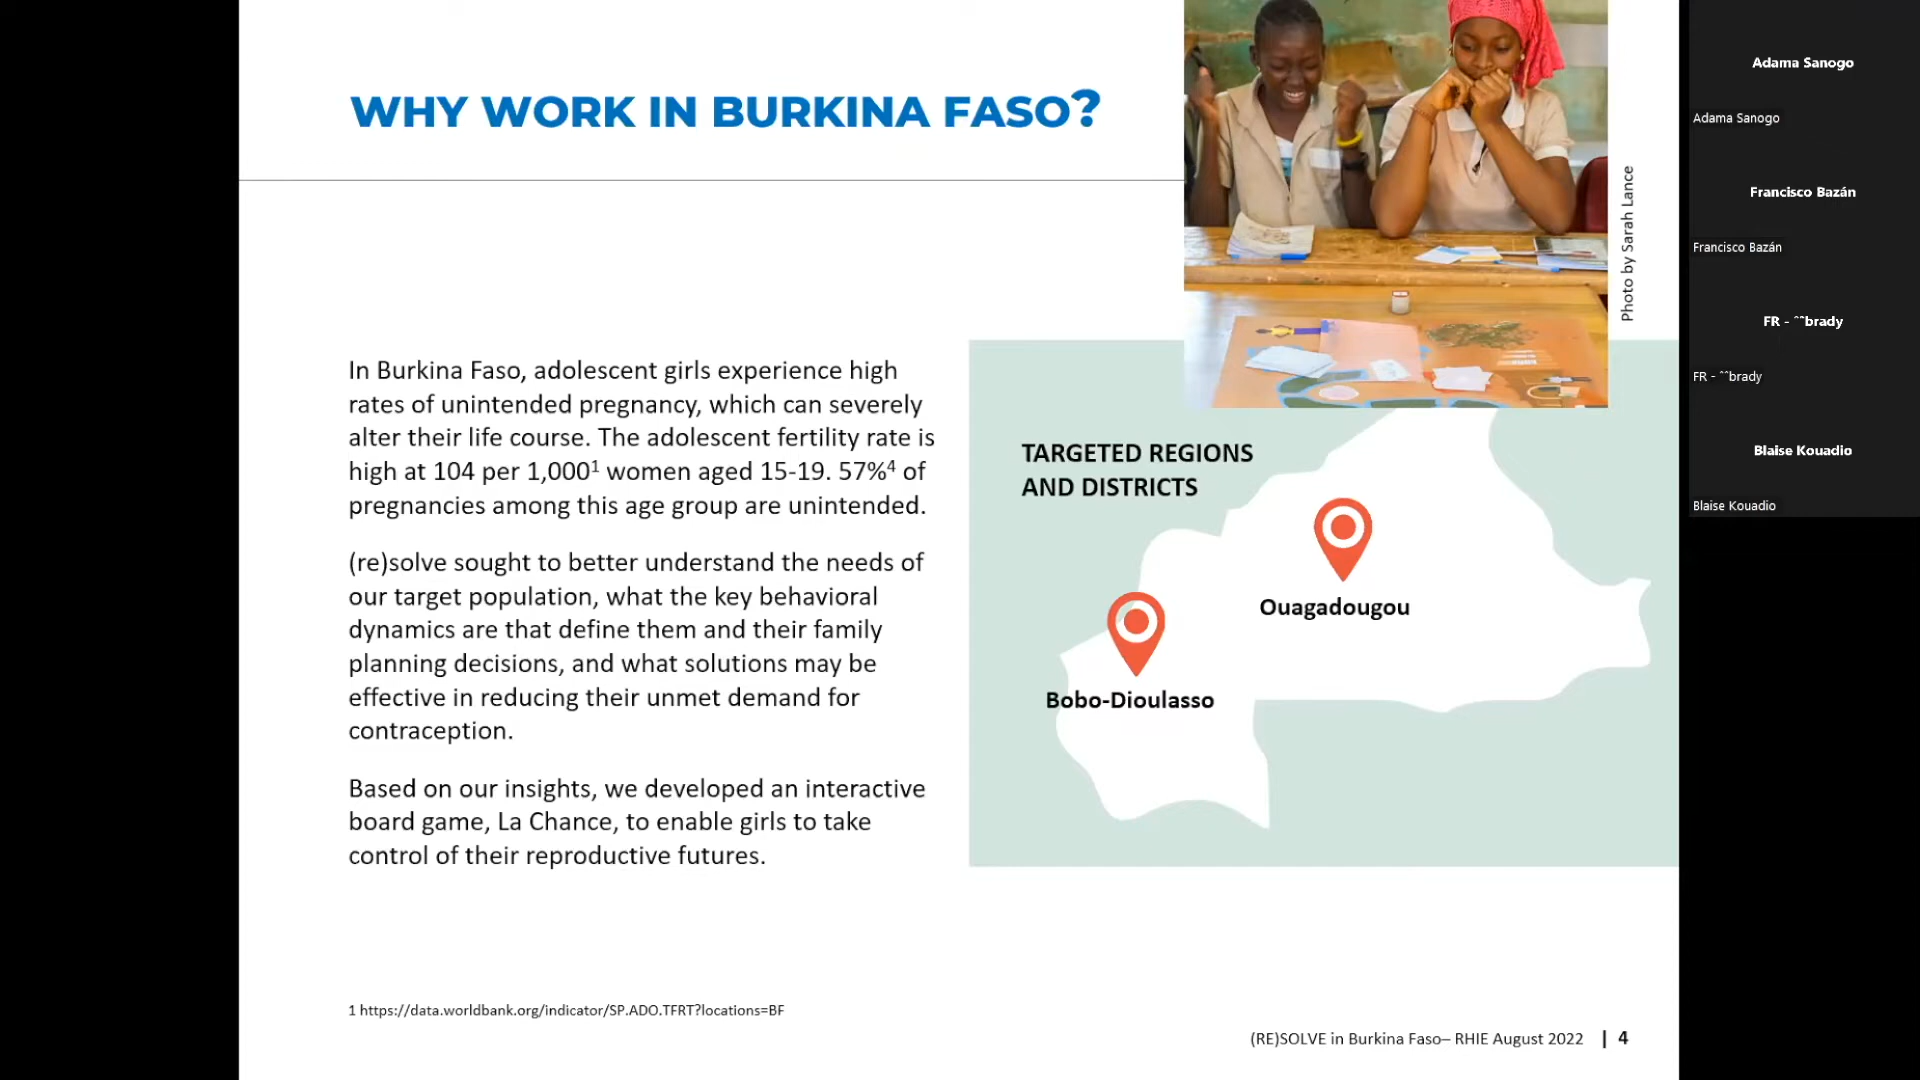 WHY WORK IN BURKINA FASO?
Photo by Sarah Lance
In Burkina Faso, adolescent girls experience high
rates of unintended pregnancy, which can severely
alter their life course. The adolescent fertility rate is
high at 104 per 1,000¹ women aged 15-19. 57%⁴ of
pregnancies among this age group are unintended.
(re)solve sought to better understand the needs of
our target population, what the key behavioral
dynamics are that define them and their family
planning decisions, and what solutions may be
effective in reducing their unmet demand for
contraception.
Based on our insights, we developed an interactive
board game, La Chance, to enable girls to take
control of their reproductive futures.
TARGETED REGIONS
AND DISTRICTS
Ouagadougou
Bobo-Dioulasso
1 https://data.worldbank.org/indicator/SP.ADO.TFRT?locations=BF
(RE)SOLVE in Burkina Faso– RHIE August 2022 | 4
Adama Sanogo
Adama Sanogo
Francisco Bazán
Francisco Bazán
FR - ˆˆbrady
FR - ˆˆbrady
Blaise Kouadio
Blaise Kouadio